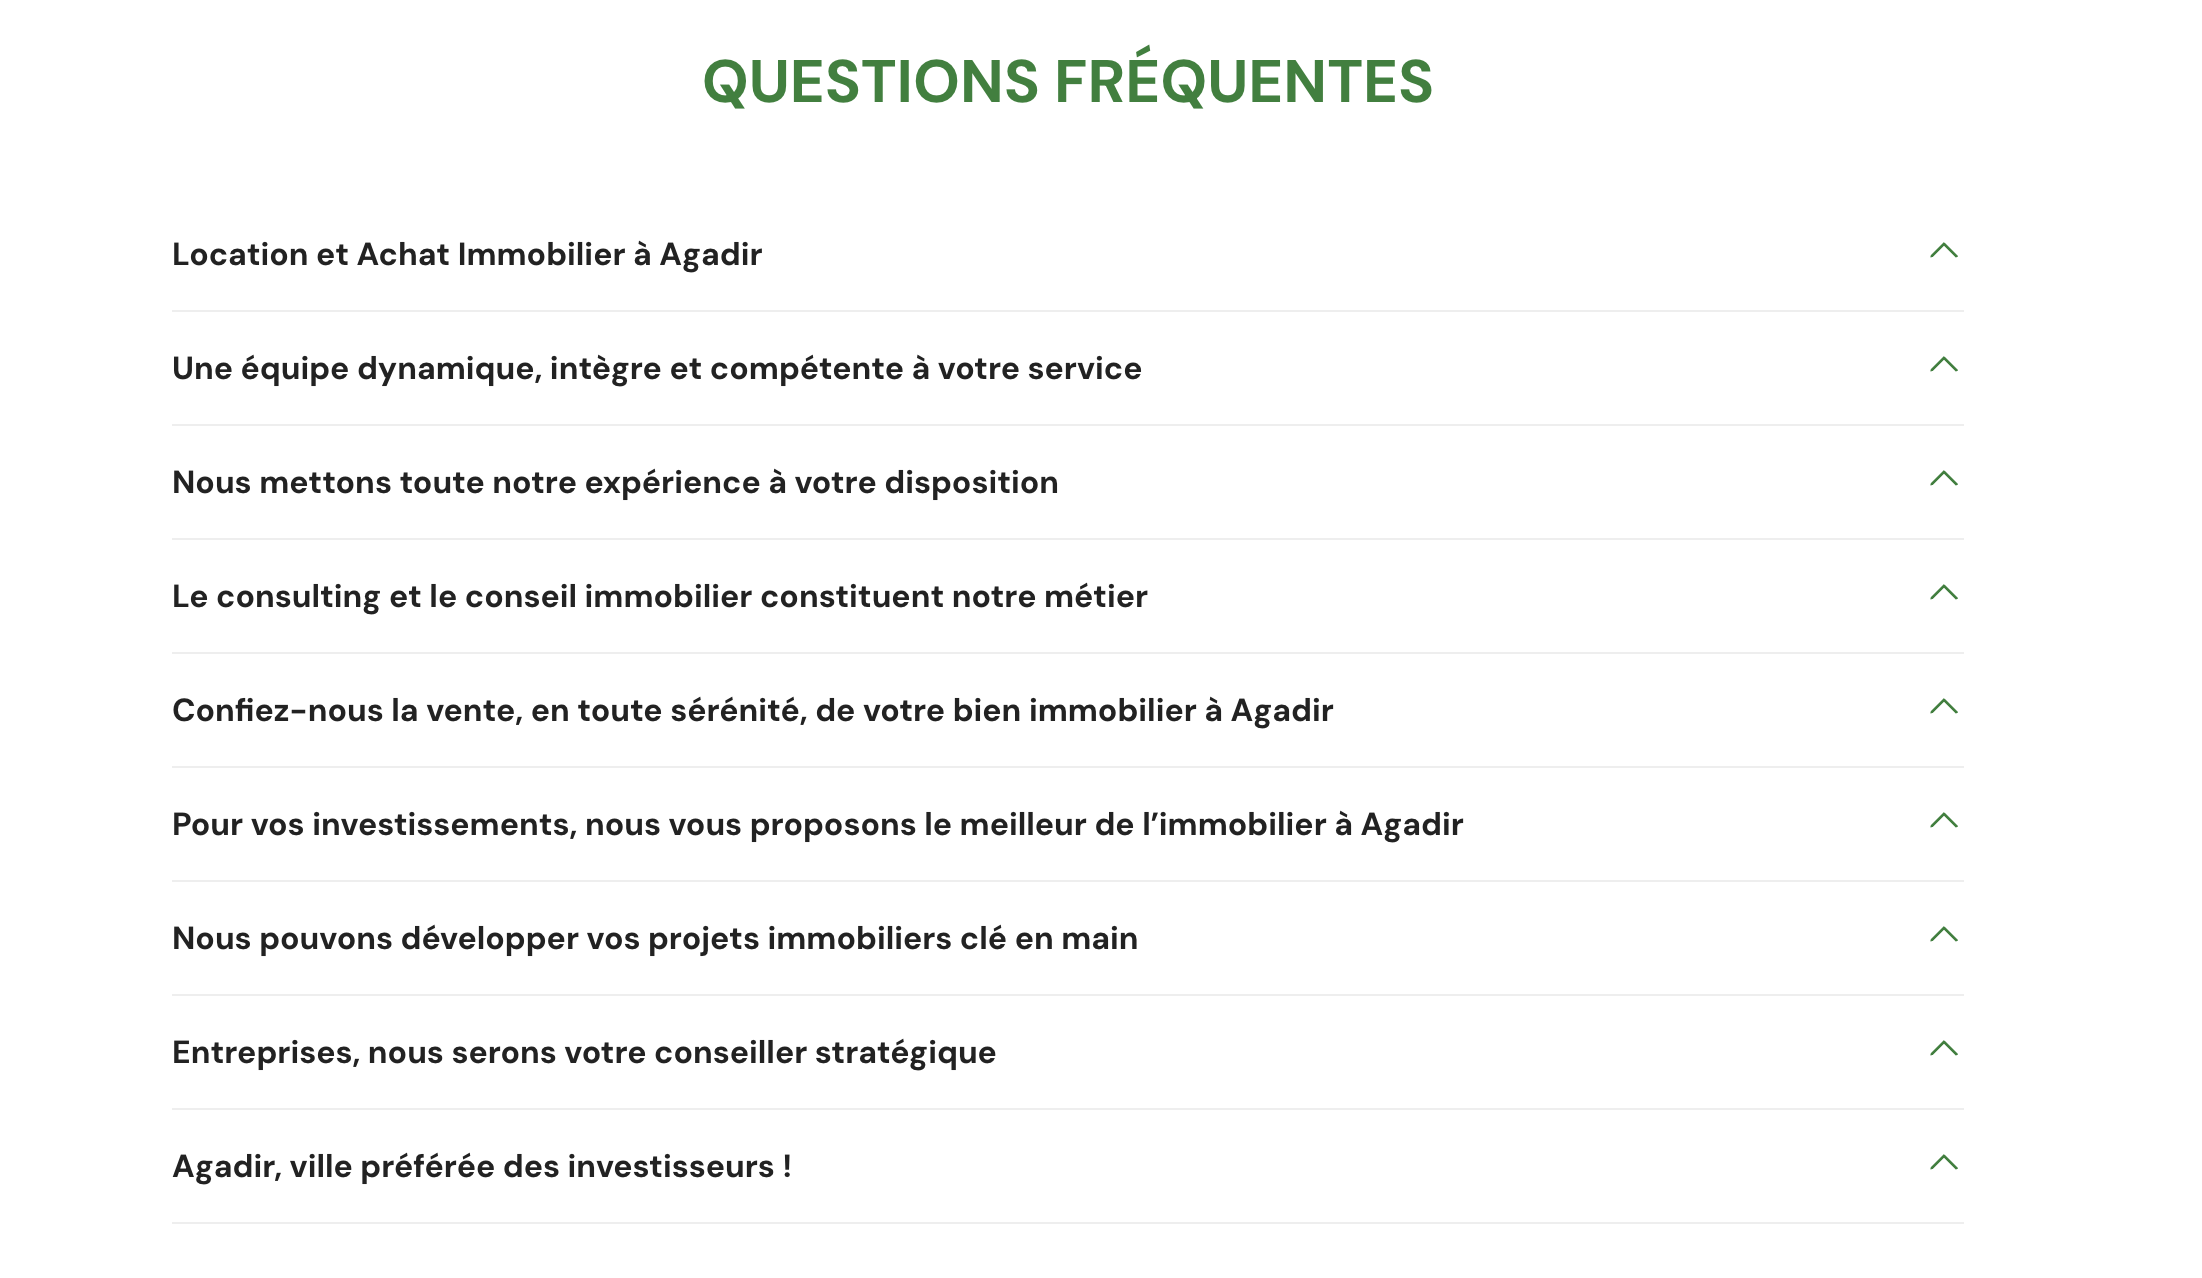 QUESTIONS FRÉQUENTES
Location et Achat Immobilier à Agadir
Une équipe dynamique, intègre et compétente à votre service
Nous mettons toute notre expérience à votre disposition
Le consulting et le conseil immobilier constituent notre métier
Confiez-nous la vente, en toute sérénité, de votre bien immobilier à Agadir
Pour vos investissements, nous vous proposons le meilleur de l’immobilier à Agadir
Nous pouvons développer vos projets immobiliers clé en main
Entreprises, nous serons votre conseiller stratégique
Agadir, ville préférée des investisseurs !